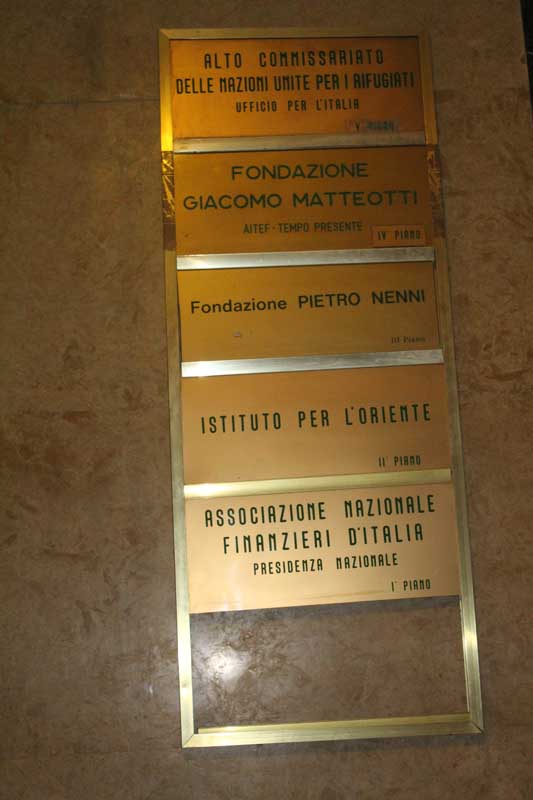 ALTO COMMISSARIATO
DELLE NAZIONI UNITE PER I RIFUGIATI
UFFICIO PER L'ITALIA
V PIANO
FONDAZIONE
GIACOMO MATTEOTTI
AITEF - TEMPO PRESENTE
IV PIANO
Fondazione PIETRO NENNI
III Piano
ISTITUTO PER L'ORIENTE
II° PIANO
ASSOCIAZIONE NAZIONALE
FINANZIERI D'ITALIA
PRESIDENZA NAZIONALE
I° PIANO